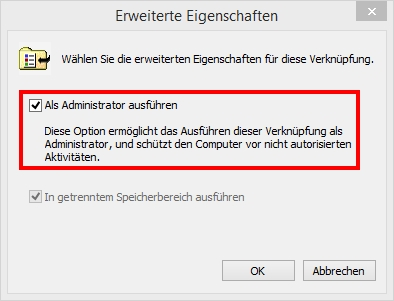 Erweiterte Eigenschaften
Wählen Sie die erweiterten Eigenschaften für diese Verknüpfung.
Als Administrator ausführen
Diese Option ermöglicht das Ausführen dieser Verknüpfung als
Administrator, und schützt den Computer vor nicht autorisierten
Aktivitäten.
In getrenntem Speicherbereich ausführen
OK
Abbrechen